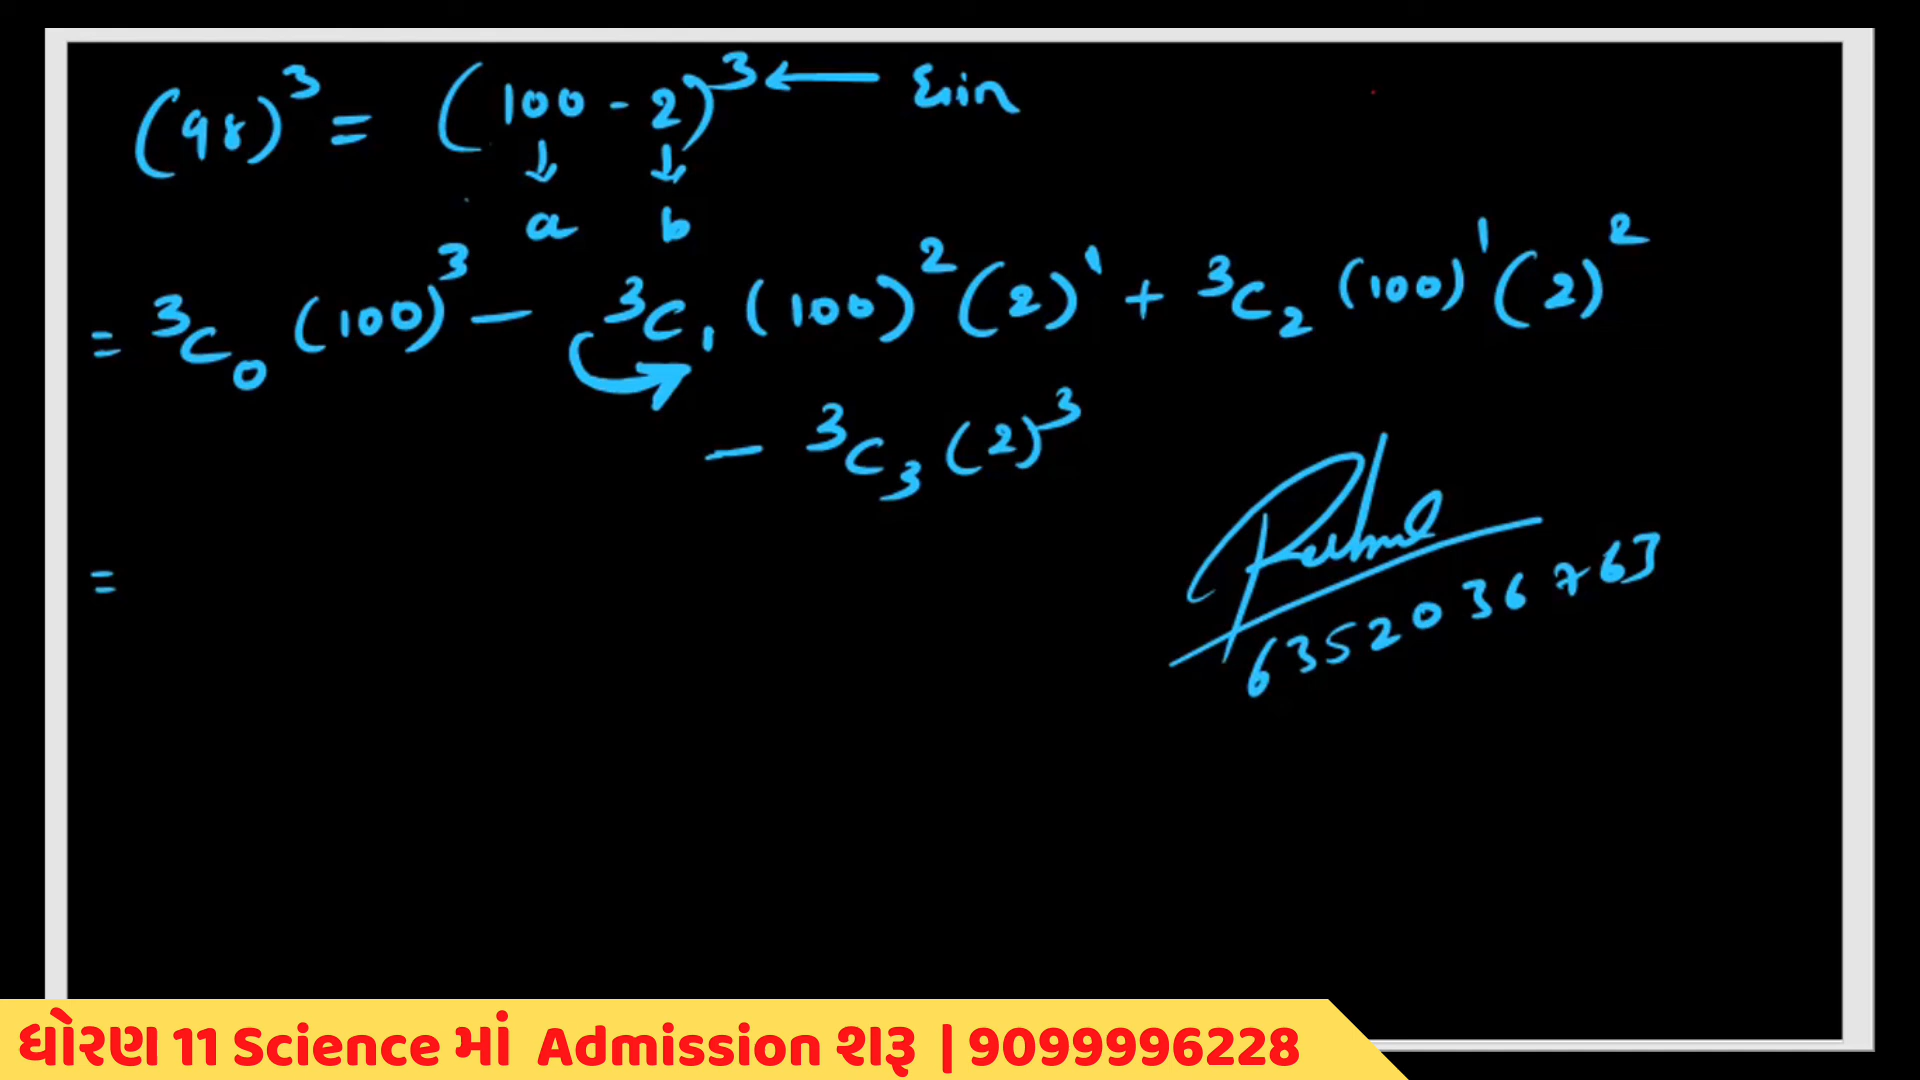 (98)³ = (100 - 2)³ ← ઘાત
a b
= ³C₀ (100)³ - ³C₁ (100)² (2)¹ + ³C₂ (100)¹ (2)²
- ³C₃ (2)³
=
6352036763
ધોરણ 11 Science માં Admission શરૂ | 9099996228